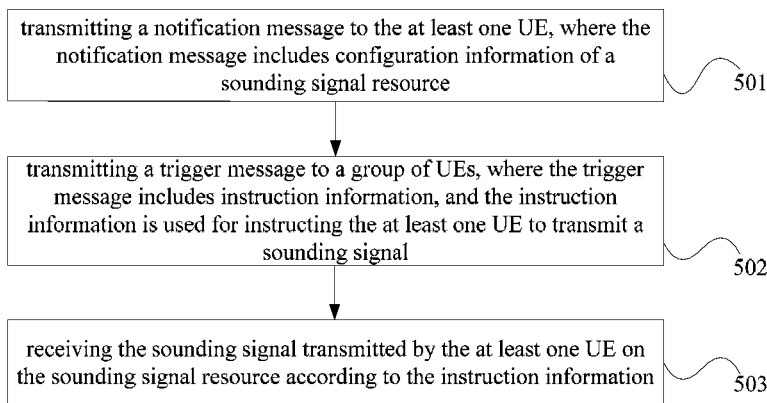 transmitting a notification message to the at least one UE, where the
notification message includes configuration information of a
sounding signal resource
501
transmitting a trigger message to a group of UEs, where the trigger
message includes instruction information, and the instruction
information is used for instructing the at least one UE to transmit a
sounding signal
502
receiving the sounding signal transmitted by the at least one UE on
the sounding signal resource according to the instruction information
503